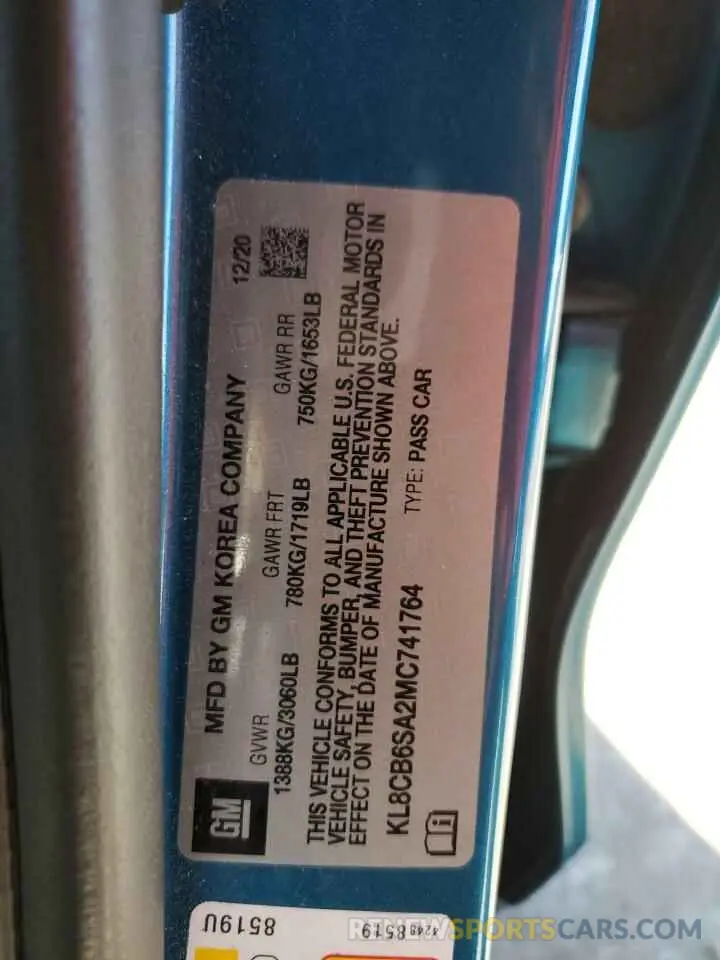 MFD BY GM KOREA COMPANY 12/20
GVWR GAWR FRT GAWR RR
1388KG/3060LB 780KG/1719LB 750KG/1653LB
THIS VEHICLE CONFORMS TO ALL APPLICABLE U.S. FEDERAL MOTOR
VEHICLE SAFETY, BUMPER, AND THEFT PREVENTION STANDARDS IN
EFFECT ON THE DATE OF MANUFACTURE SHOWN ABOVE.
KL8CB6SA2MC741764 TYPE: PASS CAR
GM
i
8519U
8519
RENEWSPORTSCARS.COM